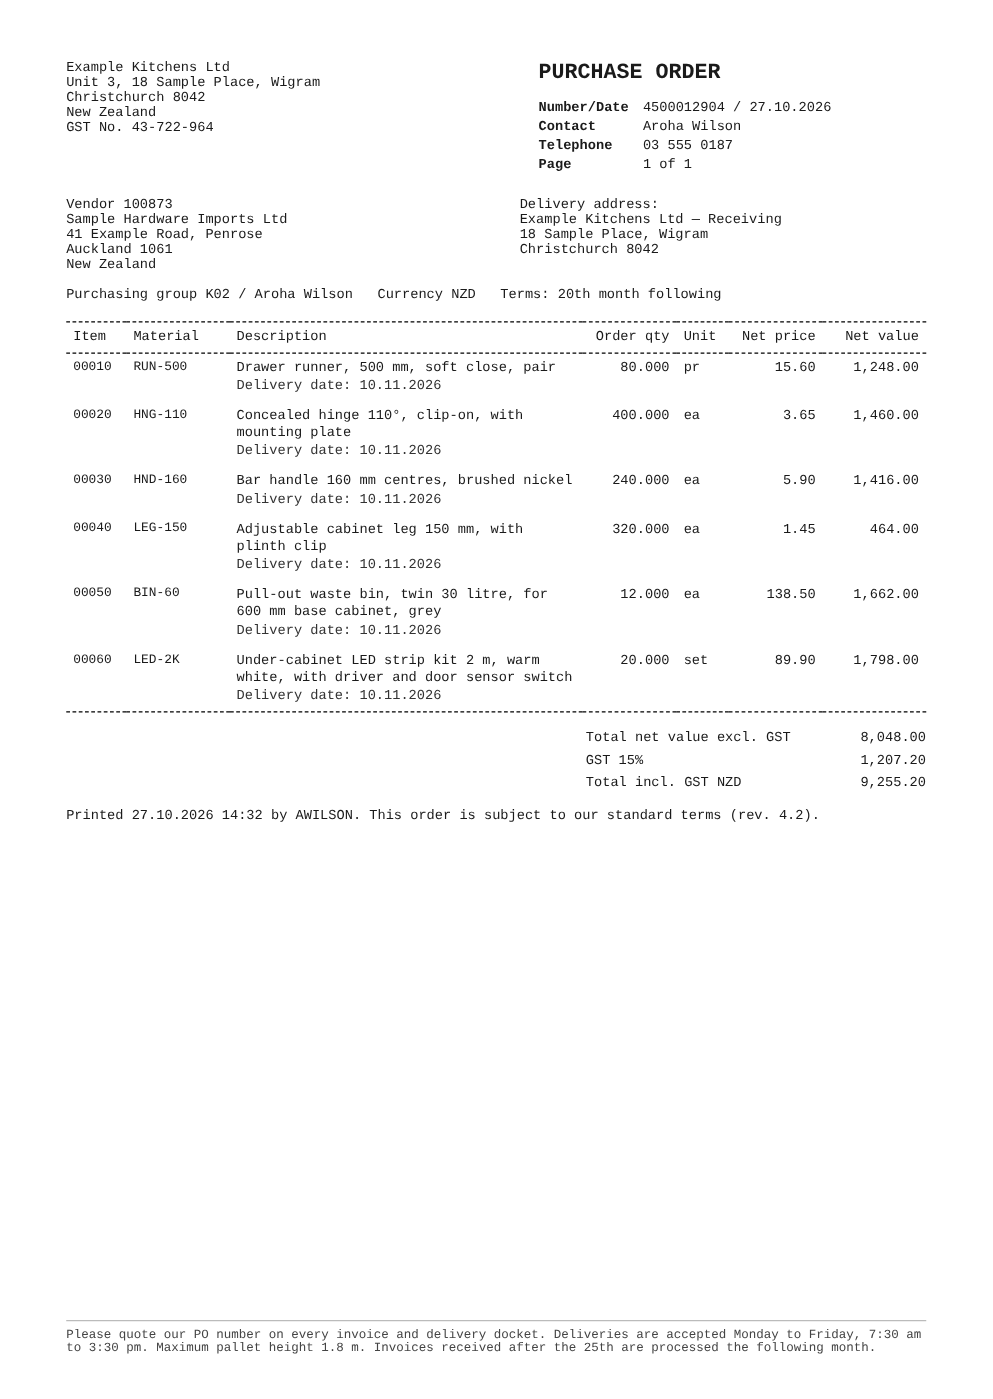 Example Kitchens Ltd
Unit 3, 18 Sample Place, Wigram
Christchurch 8042
New Zealand
GST No. 43-722-964
PURCHASE ORDER
Number/Date 4500012904 / 27.10.2026
Contact Aroha Wilson
Telephone 03 555 0187
Page 1 of 1
Vendor 100873
Sample Hardware Imports Ltd
41 Example Road, Penrose
Auckland 1061
New Zealand
Delivery address:
Example Kitchens Ltd — Receiving
18 Sample Place, Wigram
Christchurch 8042
Purchasing group K02 / Aroha Wilson Currency NZD Terms: 20th month following
Item Material Description Order qty Unit Net price Net value
00010 RUN-500 Drawer runner, 500 mm, soft close, pair 80.000 pr 15.60 1,248.00
Delivery date: 10.11.2026
00020 HNG-110 Concealed hinge 110°, clip-on, with 400.000 ea 3.65 1,460.00
mounting plate
Delivery date: 10.11.2026
00030 HND-160 Bar handle 160 mm centres, brushed nickel 240.000 ea 5.90 1,416.00
Delivery date: 10.11.2026
00040 LEG-150 Adjustable cabinet leg 150 mm, with 320.000 ea 1.45 464.00
plinth clip
Delivery date: 10.11.2026
00050 BIN-60 Pull-out waste bin, twin 30 litre, for 12.000 ea 138.50 1,662.00
600 mm base cabinet, grey
Delivery date: 10.11.2026
00060 LED-2K Under-cabinet LED strip kit 2 m, warm 20.000 set 89.90 1,798.00
white, with driver and door sensor switch
Delivery date: 10.11.2026
Total net value excl. GST 8,048.00
GST 15% 1,207.20
Total incl. GST NZD 9,255.20
Printed 27.10.2026 14:32 by AWILSON. This order is subject to our standard terms (rev. 4.2).
Please quote our PO number on every invoice and delivery docket. Deliveries are accepted Monday to Friday, 7:30 am
to 3:30 pm. Maximum pallet height 1.8 m. Invoices received after the 25th are processed the following month.